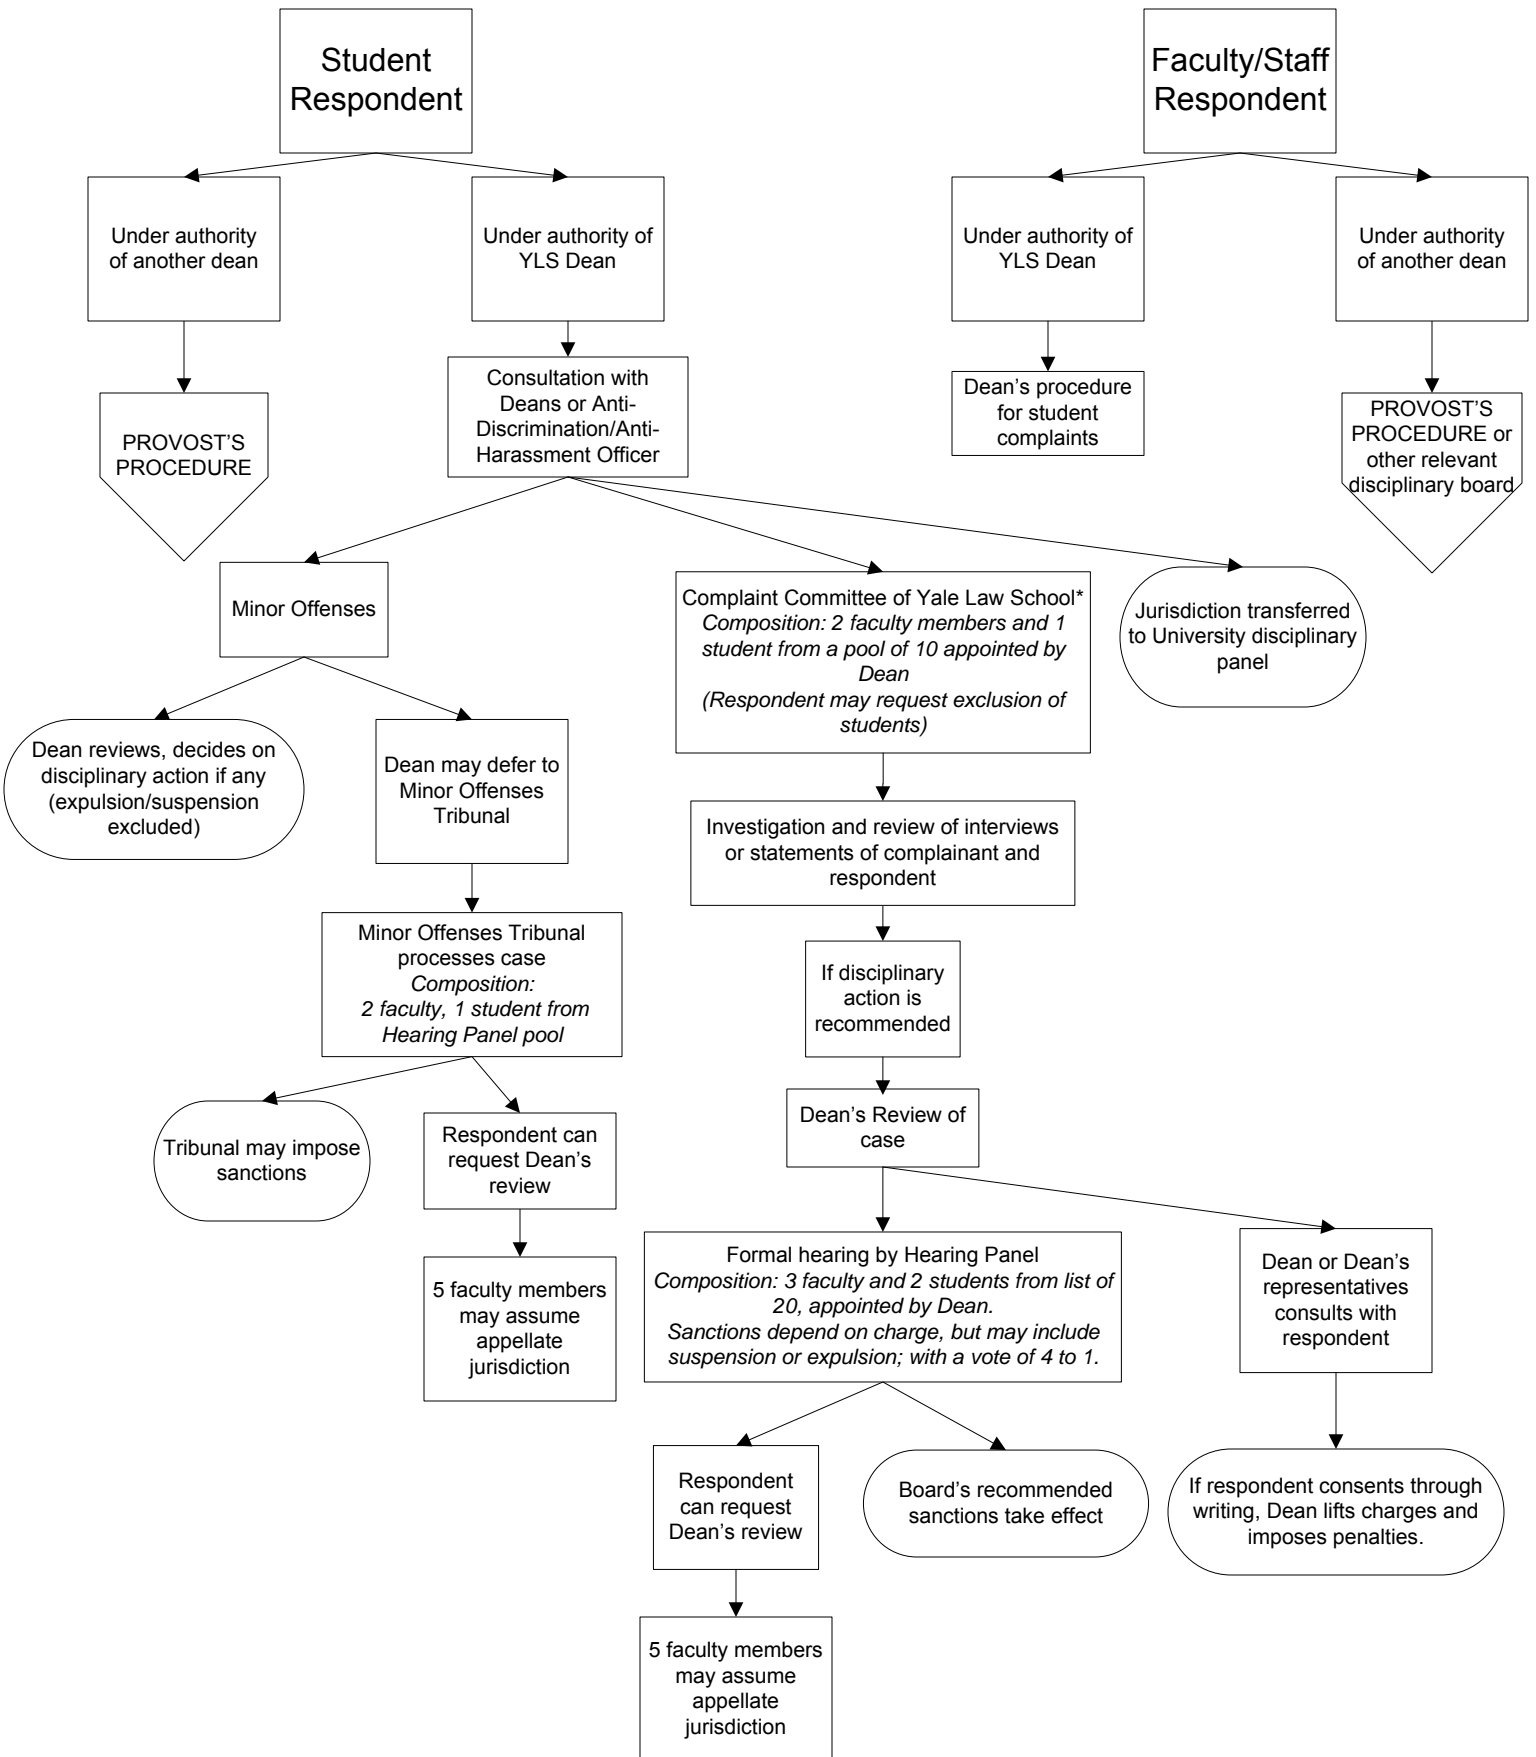 Student
Respondent
Faculty/Staff
Respondent
Under authority
of another dean
Under authority of
YLS Dean
Under authority of
YLS Dean
Under authority
of another dean
PROVOST'S
PROCEDURE
Consultation with
Deans or Anti-
Discrimination/Anti-
Harassment Officer
Dean's procedure
for student
complaints
PROVOST'S
PROCEDURE or
other relevant
disciplinary board
Minor Offenses
Complaint Committee of Yale Law School*
Composition: 2 faculty members and 1
student from a pool of 10 appointed by
Dean
(Respondent may request exclusion of
students)
Jurisdiction transferred
to University disciplinary
panel
Dean reviews, decides on
disciplinary action if any
(expulsion/suspension
excluded)
Dean may defer to
Minor Offenses
Tribunal
Investigation and review of interviews
or statements of complainant and
respondent
Minor Offenses Tribunal
processes case
Composition:
2 faculty, 1 student from
Hearing Panel pool
If disciplinary
action is
recommended
Tribunal may impose
sanctions
Respondent can
request Dean's
review
Dean's Review of
case
5 faculty members
may assume
appellate
jurisdiction
Formal hearing by Hearing Panel
Composition: 3 faculty and 2 students from list of
20, appointed by Dean.
Sanctions depend on charge, but may include
suspension or expulsion; with a vote of 4 to 1.
Dean or Dean's
representatives
consults with
respondent
Respondent
can request
Dean's review
Board's recommended
sanctions take effect
If respondent consents through
writing, Dean lifts charges and
imposes penalties.
5 faculty members
may assume
appellate
jurisdiction